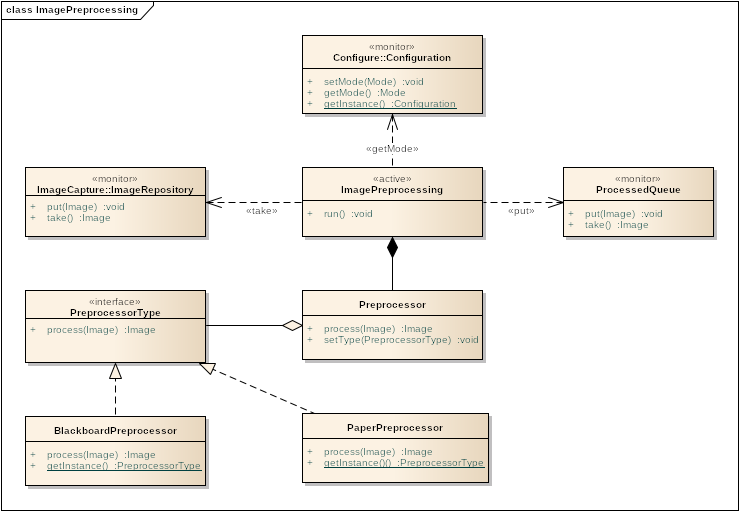 class ImagePreprocessing
«monitor»
Configure::Configuration
+ setMode(Mode) :void
+ getMode() :Mode
+ getInstance() :Configuration
«getMode»
«monitor»
ImageCapture::ImageRepository
+ put(Image) :void
+ take() :Image
«take»
«active»
ImagePreprocessing
+ run() :void
«put»
«monitor»
ProcessedQueue
+ put(Image) :void
+ take() :Image
«interface»
PreprocessorType
+ process(Image) :Image
Preprocessor
+ process(Image) :Image
+ setType(PreprocessorType) :void
BlackboardPreprocessor
+ process(Image) :Image
+ getInstance() :PreprocessorType
PaperPreprocessor
+ process(Image) :Image
+ getInstance()() :PreprocessorType